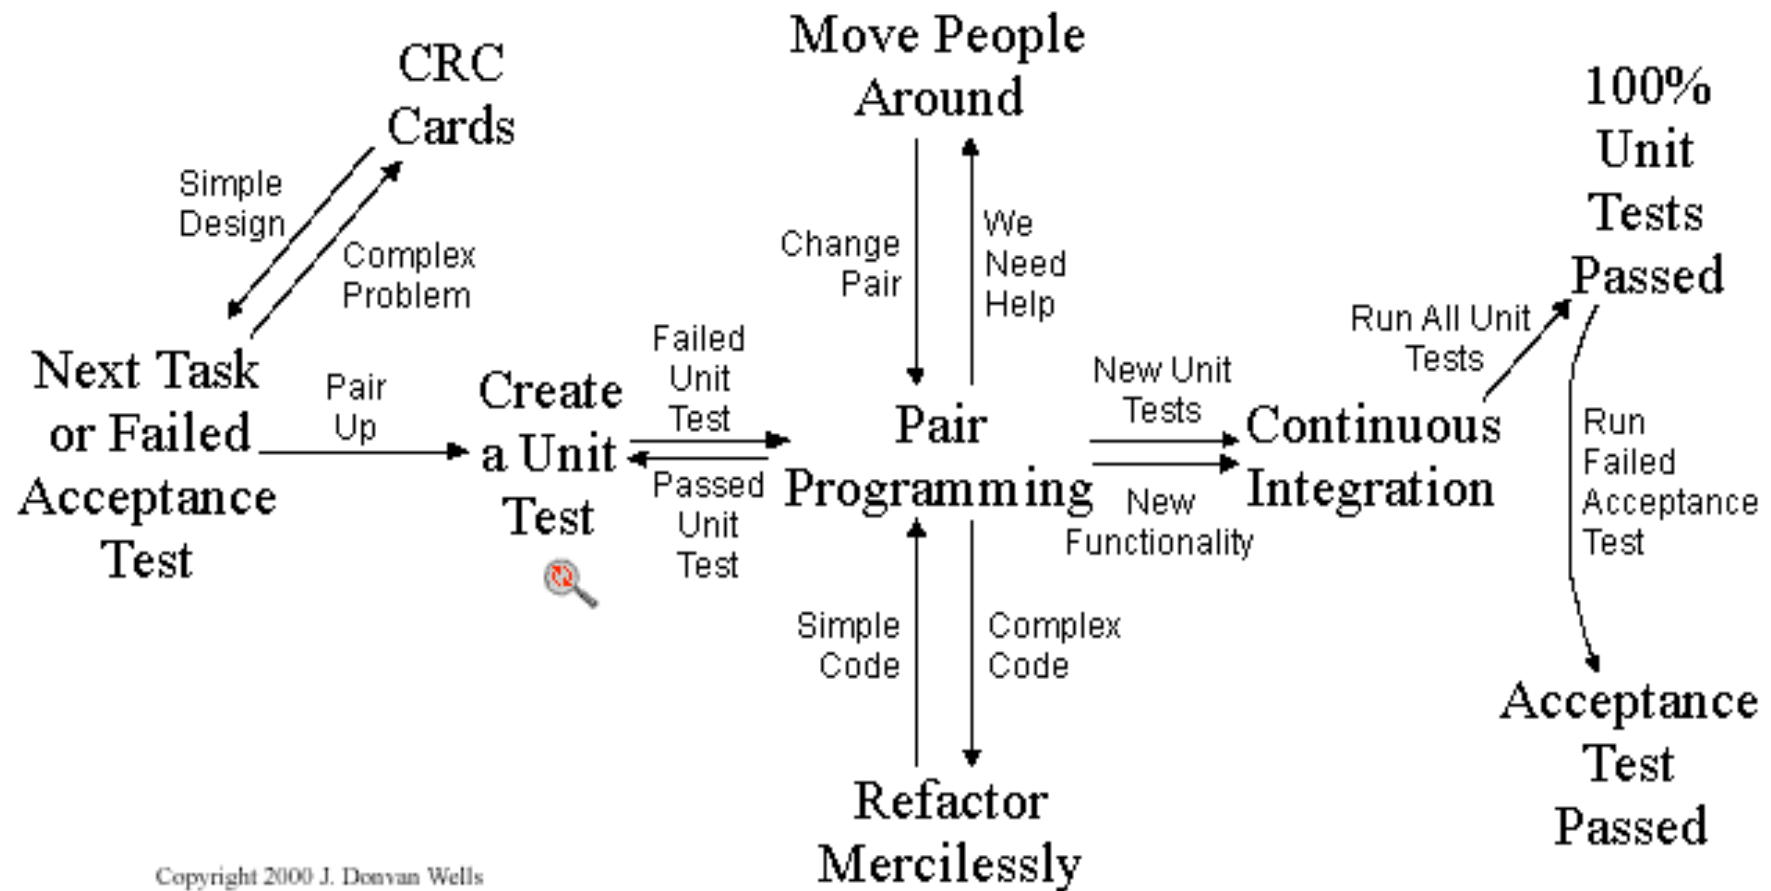 CRC
Cards
Simple
Design
Complex
Problem
Next Task
or Failed
Acceptance
Test
Pair
Up
Create
a Unit
Test
Failed
Unit
Test
Passed
Unit
Test
Move People
Around
Change
Pair
We
Need
Help
Pair
Programming
Simple
Code
Complex
Code
Refactor
Mercilessly
New Unit
Tests
New
Functionality
Continuous
Integration
Run All Unit
Tests
100%
Unit
Tests
Passed
Run
Failed
Acceptance
Test
Acceptance
Test
Passed
Copyright 2000 J. Donvan Wells